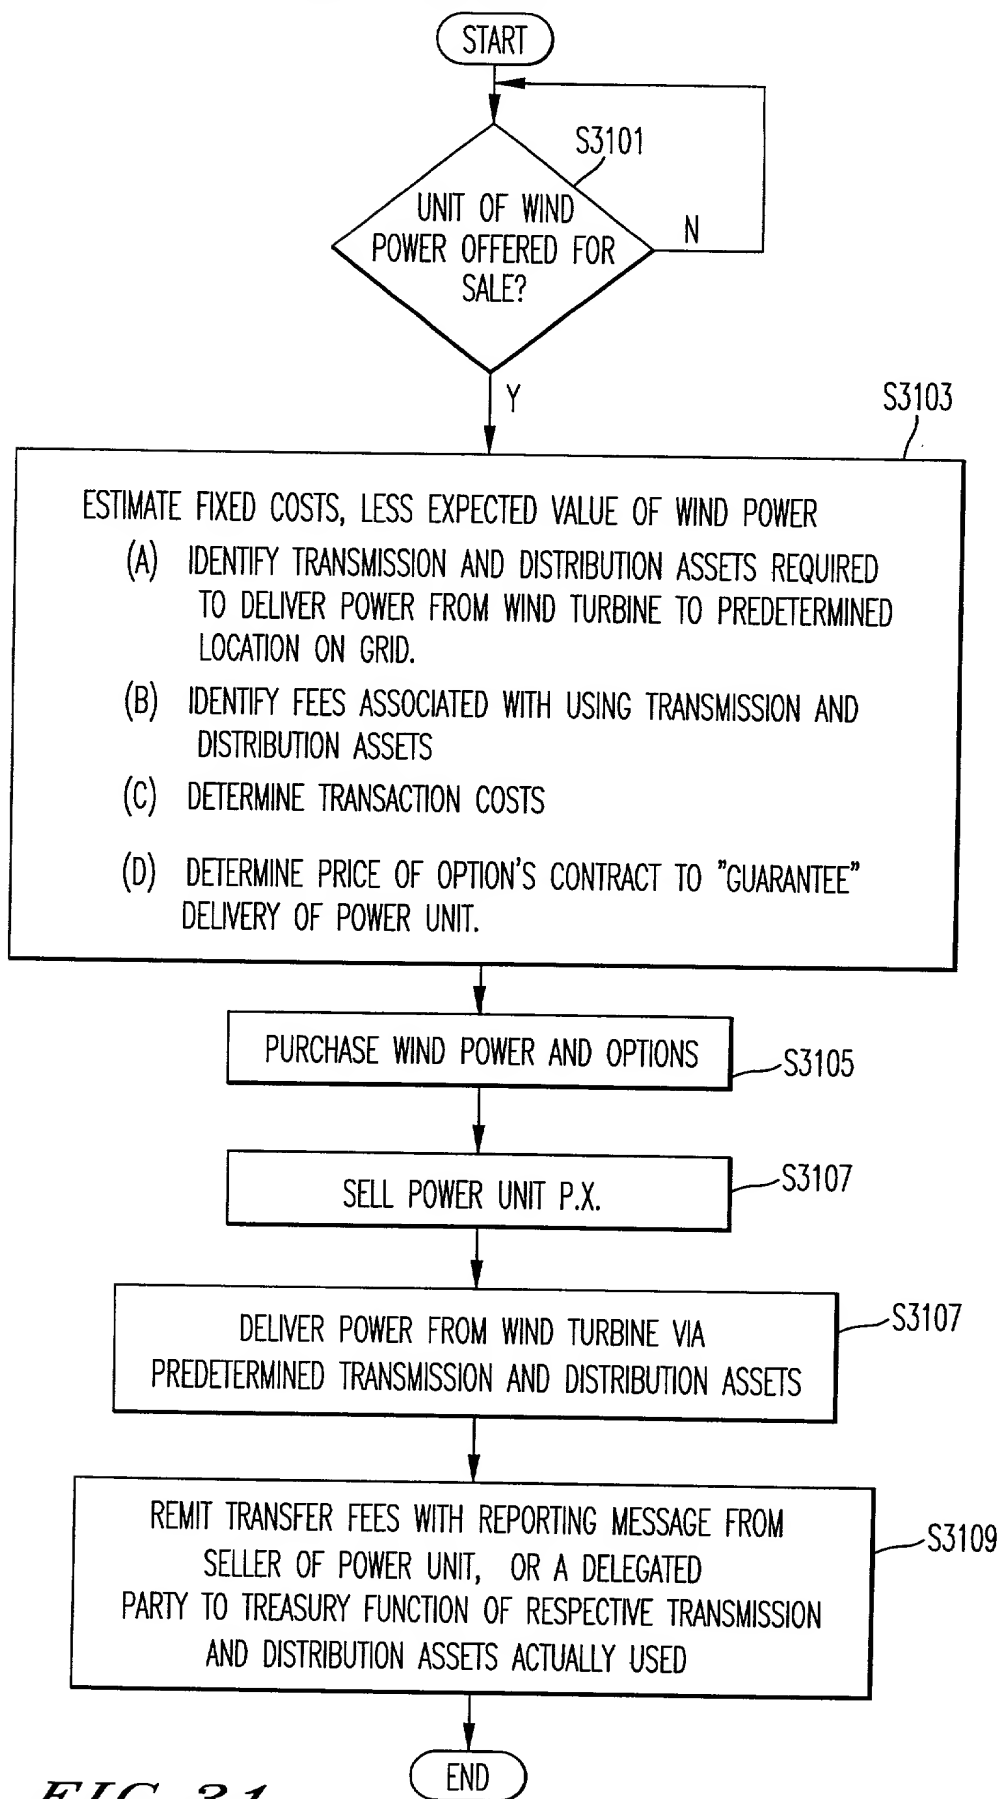 START
S3101
UNIT OF WIND
POWER OFFERED FOR
SALE?
N
Y
S3103
ESTIMATE FIXED COSTS, LESS EXPECTED VALUE OF WIND POWER
(A) IDENTIFY TRANSMISSION AND DISTRIBUTION ASSETS REQUIRED
TO DELIVER POWER FROM WIND TURBINE TO PREDETERMINED
LOCATION ON GRID.
(B) IDENTIFY FEES ASSOCIATED WITH USING TRANSMISSION AND
DISTRIBUTION ASSETS
(C) DETERMINE TRANSACTION COSTS
(D) DETERMINE PRICE OF OPTION'S CONTRACT TO "GUARANTEE"
DELIVERY OF POWER UNIT.
PURCHASE WIND POWER AND OPTIONS
S3105
SELL POWER UNIT P.X.
S3107
DELIVER POWER FROM WIND TURBINE VIA
PREDETERMINED TRANSMISSION AND DISTRIBUTION ASSETS
S3107
REMIT TRANSFER FEES WITH REPORTING MESSAGE FROM
SELLER OF POWER UNIT, OR A DELEGATED
PARTY TO TREASURY FUNCTION OF RESPECTIVE TRANSMISSION
AND DISTRIBUTION ASSETS ACTUALLY USED
S3109
END
FIG. 31